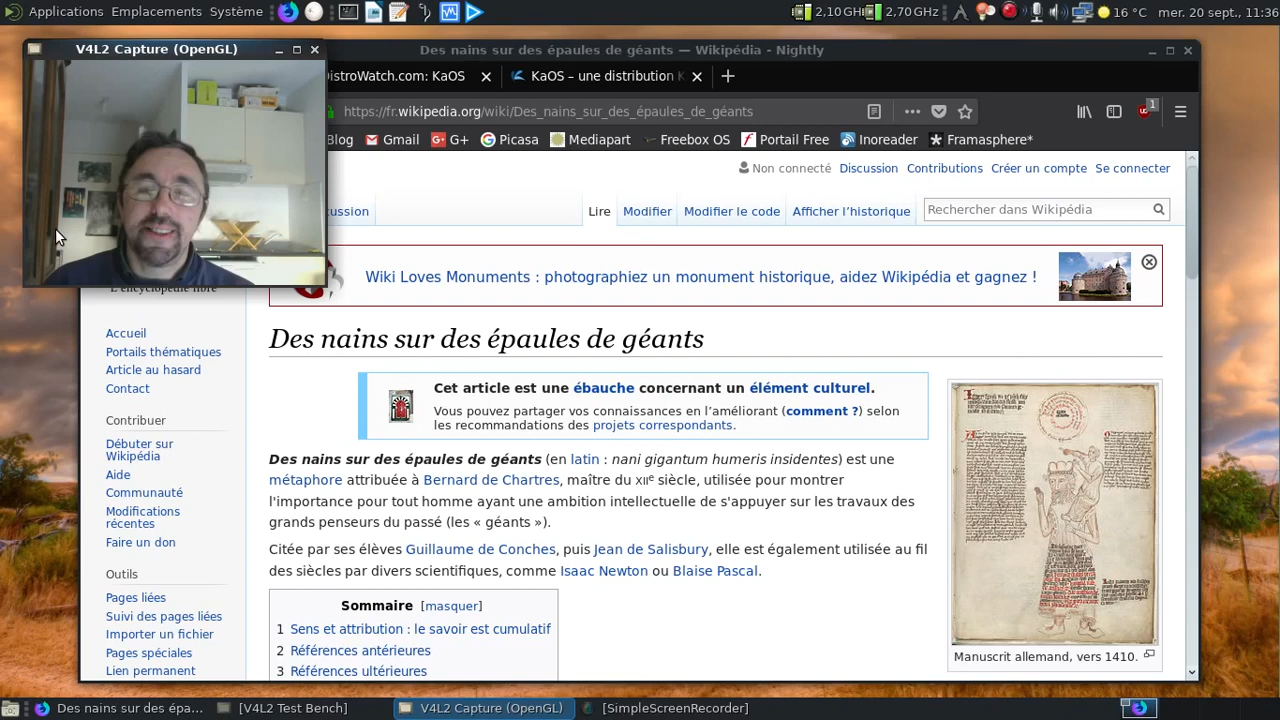 Applications Emplacements Système 2,10 GHz 2,70 GHz 16 °C mer. 20 sept., 11:36
V4L2 Capture (OpenGL)
Des nains sur des épaules de géants — Wikipédia - Nightly
DistroWatch.com: KaOS
KaOS – une distribution K
https://fr.wikipedia.org/wiki/Des_nains_sur_des_épaules_de_géants
1
Blog Gmail G+ Picasa Mediapart Freebox OS Portail Free Inoreader Framasphere*
Non connecté Discussion Contributions Créer un compte Se connecter
cussion Lire Modifier Modifier le code Afficher l’historique Rechercher dans Wikipédia
Wiki Loves Monuments : photographiez un monument historique, aidez Wikipédia et gagnez !
L'encyclopédie libre
Accueil
Portails thématiques
Article au hasard
Contact
Contribuer
Débuter sur
Wikipédia
Aide
Communauté
Modifications
récentes
Faire un don
Outils
Pages liées
Suivi des pages liées
Importer un fichier
Pages spéciales
Lien permanent
Des nains sur des épaules de géants
Cet article est une ébauche concernant un élément culturel.
Vous pouvez partager vos connaissances en l’améliorant (comment ?) selon
les recommandations des projets correspondants.
Des nains sur des épaules de géants (en latin : nani gigantum humeris insidentes) est une
métaphore attribuée à Bernard de Chartres, maître du XIIe siècle, utilisée pour montrer
l'importance pour tout homme ayant une ambition intellectuelle de s'appuyer sur les travaux des
grands penseurs du passé (les « géants »).
Citée par ses élèves Guillaume de Conches, puis Jean de Salisbury, elle est également utilisée au fil
des siècles par divers scientifiques, comme Isaac Newton ou Blaise Pascal.
Sommaire [masquer]
1 Sens et attribution : le savoir est cumulatif
2 Références antérieures
3 Références ultérieures
Manuscrit allemand, vers 1410.
Des nains sur des épa... [V4L2 Test Bench] V4L2 Capture (OpenGL) [SimpleScreenRecorder]